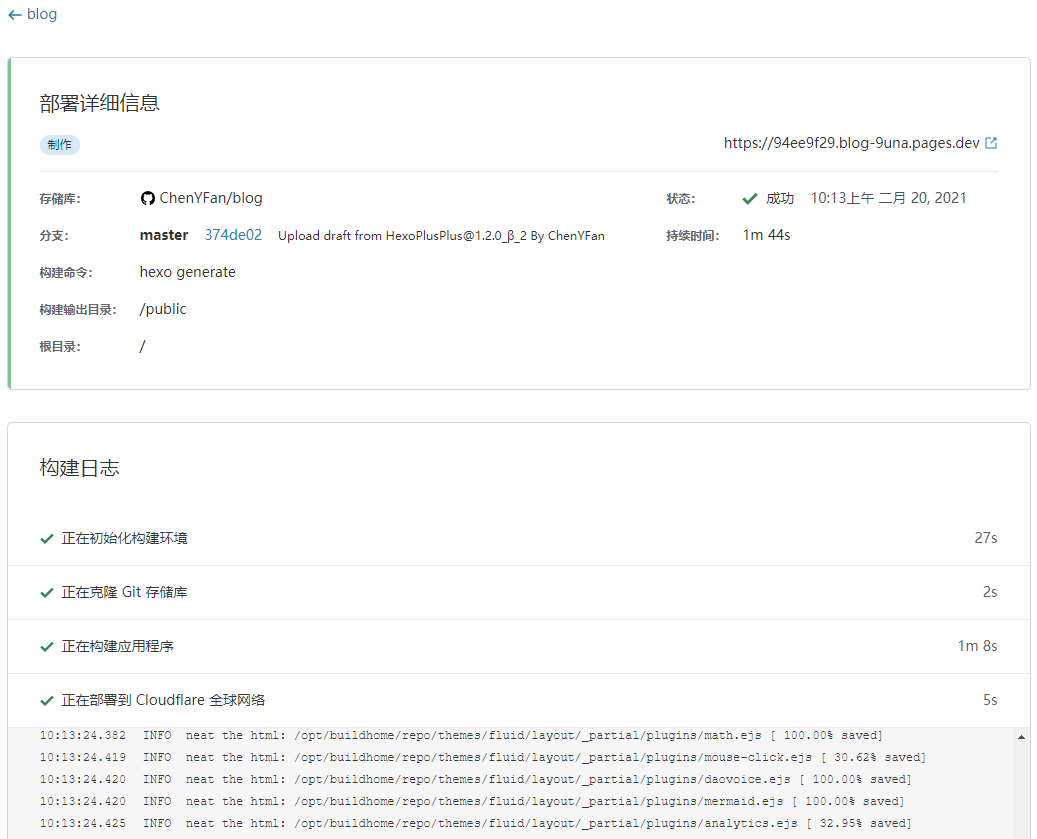 ← blog
部署详细信息
制作
https://94ee9f29.blog-9una.pages.dev
存储库: ChenYFan/blog 状态: 成功 10:13上午 二月 20, 2021
分支: master 374de02 Upload draft from HexoPlusPlus@1.2.0_β_2 By ChenYFan 持续时间: 1m 44s
构建命令: hexo generate
构建输出目录: /public
根目录: /
构建日志
正在初始化构建环境 27s
正在克隆 Git 存储库 2s
正在构建应用程序 1m 8s
正在部署到 Cloudflare 全球网络 5s
10:13:24.382 INFO neat the html: /opt/buildhome/repo/themes/fluid/layout/_partial/plugins/math.ejs [ 100.00% saved]
10:13:24.419 INFO neat the html: /opt/buildhome/repo/themes/fluid/layout/_partial/plugins/mouse-click.ejs [ 30.62% saved]
10:13:24.420 INFO neat the html: /opt/buildhome/repo/themes/fluid/layout/_partial/plugins/daovoice.ejs [ 100.00% saved]
10:13:24.420 INFO neat the html: /opt/buildhome/repo/themes/fluid/layout/_partial/plugins/mermaid.ejs [ 100.00% saved]
10:13:24.425 INFO neat the html: /opt/buildhome/repo/themes/fluid/layout/_partial/plugins/analytics.ejs [ 32.95% saved]